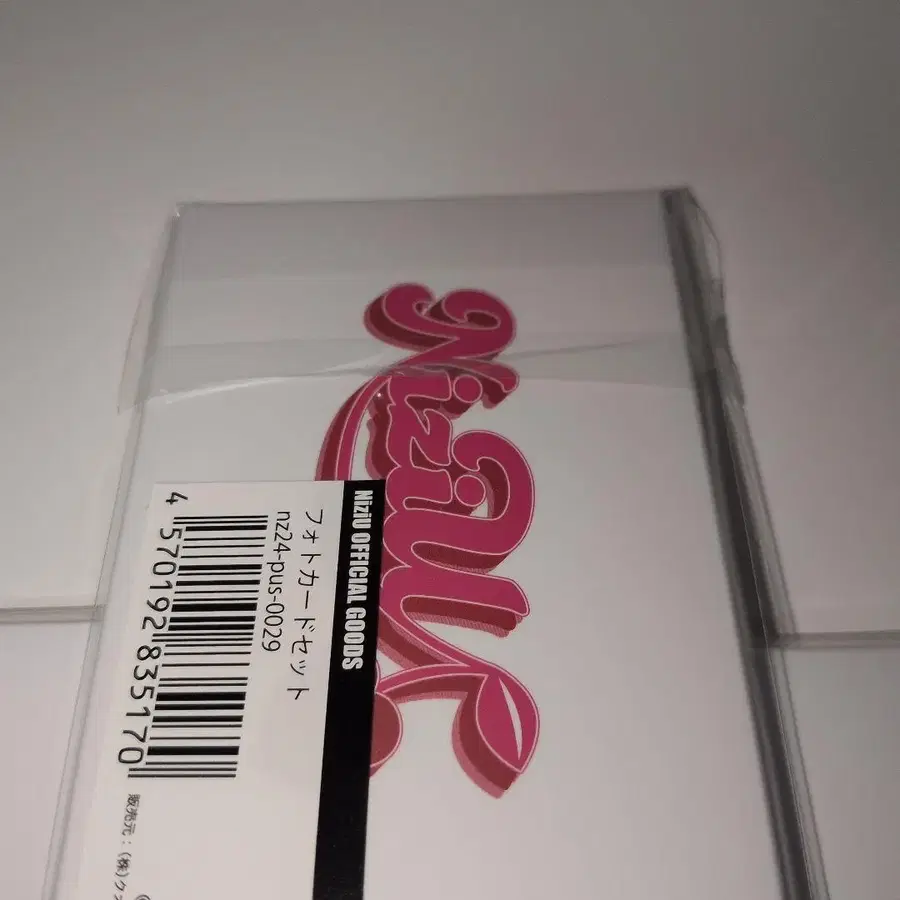 NiziU
NiziU OFFICIAL GOODS
フォトカードセット
nz24-pus-0029
4 570192 835170
販売元：(株)ク